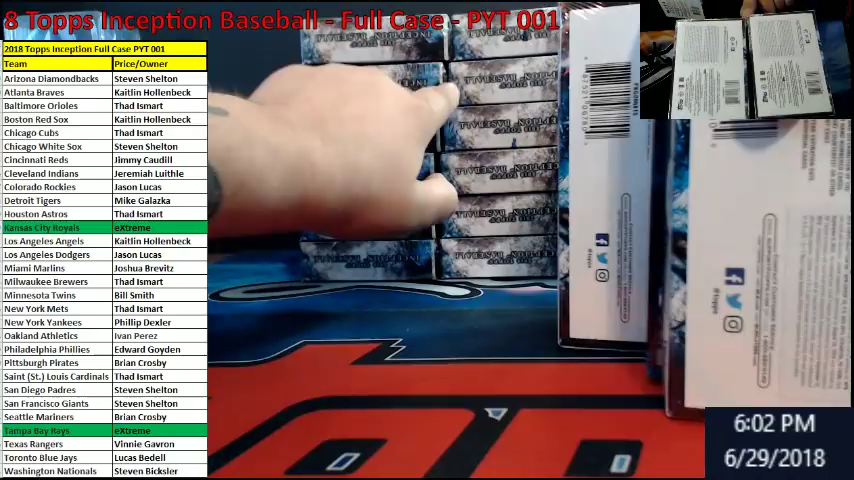 8 Topps Inception Baseball - Full Case - PYT 001
2018 Topps Inception Full Case PYT 001
Team Price/Owner
Arizona Diamondbacks Steven Shelton
Atlanta Braves Kaitlin Hollenbeck
Baltimore Orioles Thad Ismart
Boston Red Sox Kaitlin Hollenbeck
Chicago Cubs Thad Ismart
Chicago White Sox Steven Shelton
Cincinnati Reds Jimmy Caudill
Cleveland Indians Jeremiah Luithle
Colorado Rockies Jason Lucas
Detroit Tigers Mike Galazka
Houston Astros Thad Ismart
Kansas City Royals eXtreme
Los Angeles Angels Kaitlin Hollenbeck
Los Angeles Dodgers Jason Lucas
Miami Marlins Joshua Brevitz
Milwaukee Brewers Thad Ismart
Minnesota Twins Bill Smith
New York Mets Thad Ismart
New York Yankees Phillip Dexler
Oakland Athletics Ivan Perez
Philadelphia Phillies Edward Goyden
Pittsburgh Pirates Brian Crosby
Saint (St.) Louis Cardinals Thad Ismart
San Diego Padres Steven Shelton
San Francisco Giants Steven Shelton
Seattle Mariners Brian Crosby
Tampa Bay Rays eXtreme
Texas Rangers Vinnie Gavron
Toronto Blue Jays Lucas Bedell
Washington Nationals Steven Bicksler
#topps
#topps
6:02 PM
6/29/2018